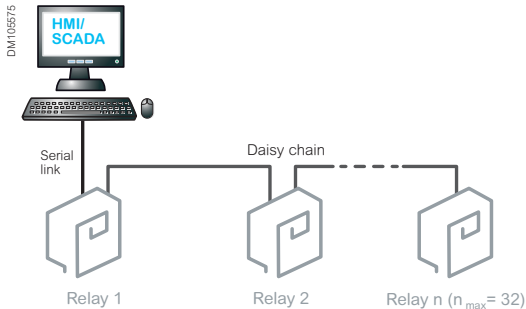 DM105575
HMI/
SCADA
Serial
link
Daisy chain
Relay 1
Relay 2
Relay n (n max= 32)